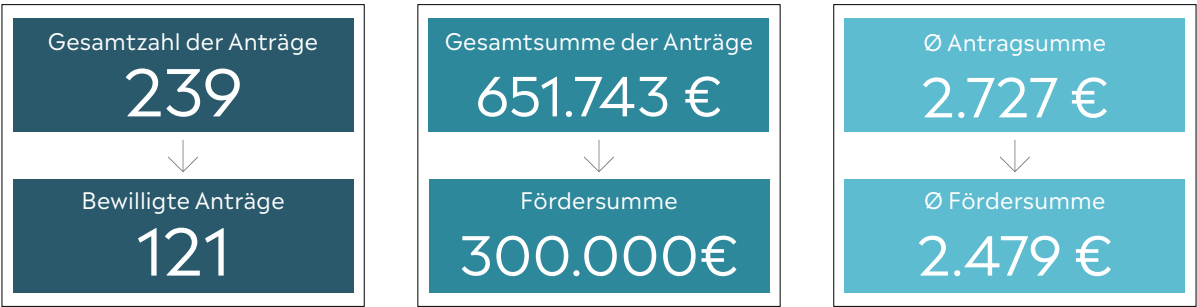 Gesamtzahl der Anträge
239
Bewilligte Anträge
121
Gesamtsumme der Anträge
651.743 €
Fördersumme
300.000€
Ø Antragsumme
2.727 €
Ø Fördersumme
2.479 €